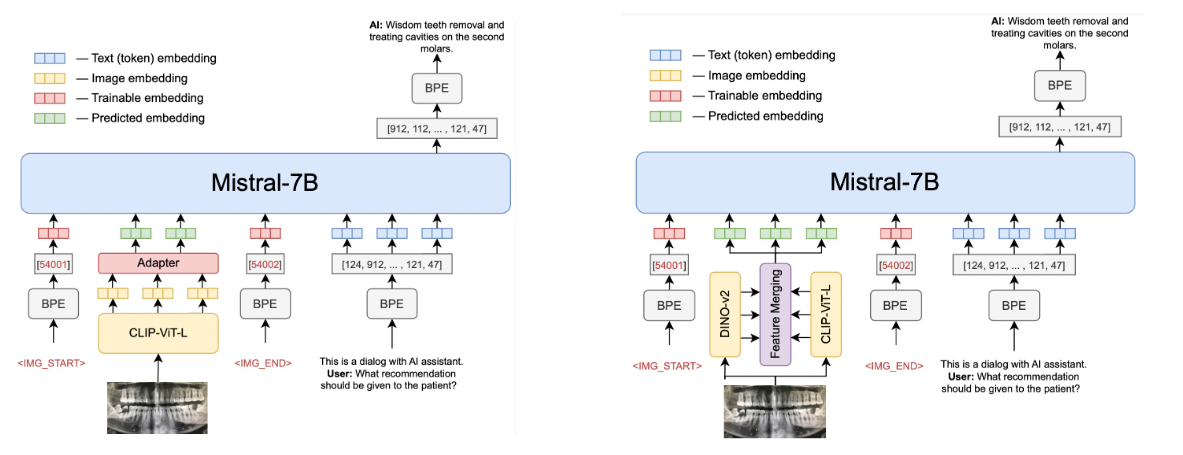 AI: Wisdom teeth removal and
treating cavities on the second
molars.
— Text (token) embedding
— Image embedding
— Trainable embedding
— Predicted embedding
BPE
[912, 112, ... , 121, 47]
Mistral-7B
[54001]
Adapter
[54002]
[124, 912, ... , 121, 47]
BPE
CLIP-ViT-L
BPE
BPE
<IMG_START>
<IMG_END>
This is a dialog with AI assistant.
User: What recommendation
should be given to the patient?
AI: Wisdom teeth removal and
treating cavities on the second
molars.
— Text (token) embedding
— Image embedding
— Trainable embedding
— Predicted embedding
BPE
[912, 112, ... , 121, 47]
Mistral-7B
[54001]
[54002]
[124, 912, ... , 121, 47]
BPE
DINO-v2
Feature Merging
CLIP-ViT-L
BPE
BPE
<IMG_START>
<IMG_END>
This is a dialog with AI assistant.
User: What recommendation
should be given to the patient?